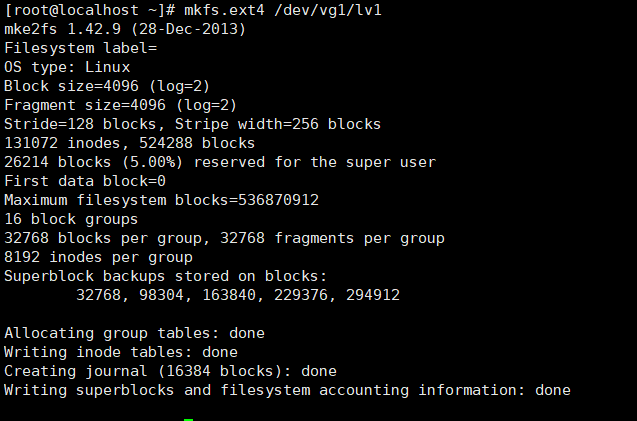 [root@localhost ~]# mkfs.ext4 /dev/vg1/lv1
mke2fs 1.42.9 (28-Dec-2013)
Filesystem label=
OS type: Linux
Block size=4096 (log=2)
Fragment size=4096 (log=2)
Stride=128 blocks, Stripe width=256 blocks
131072 inodes, 524288 blocks
26214 blocks (5.00%) reserved for the super user
First data block=0
Maximum filesystem blocks=536870912
16 block groups
32768 blocks per group, 32768 fragments per group
8192 inodes per group
Superblock backups stored on blocks:
        32768, 98304, 163840, 229376, 294912

Allocating group tables: done
Writing inode tables: done
Creating journal (16384 blocks): done
Writing superblocks and filesystem accounting information: done